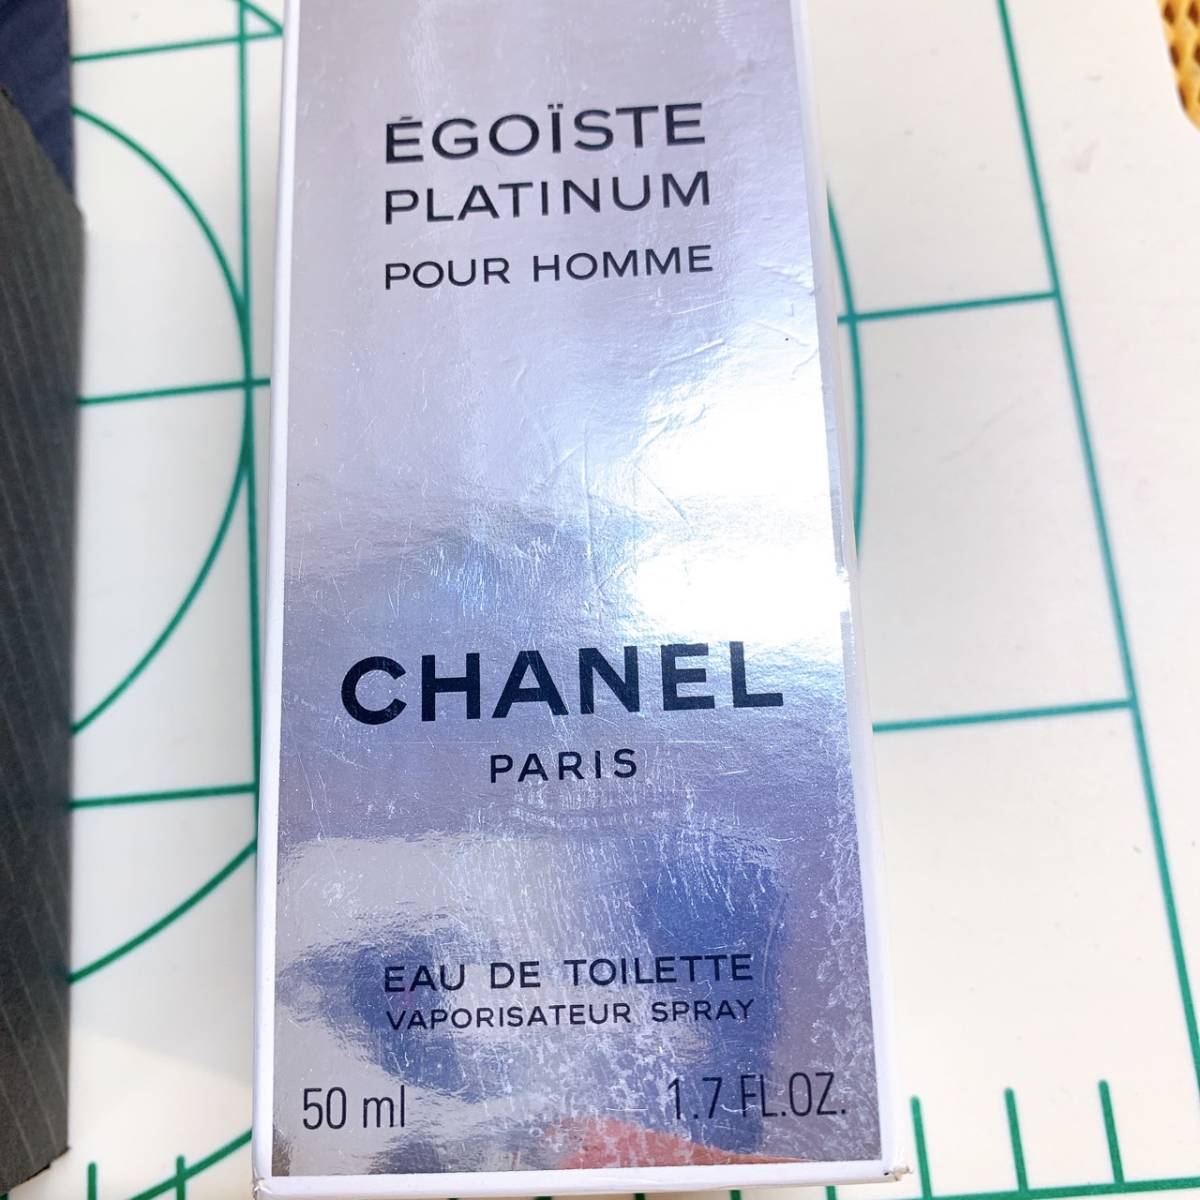 ÉGOÏSTE
PLATINUM
POUR HOMME
CHANEL
PARIS
EAU DE TOILETTE
VAPORISATEUR SPRAY
50 ml 1.7 FL.OZ.